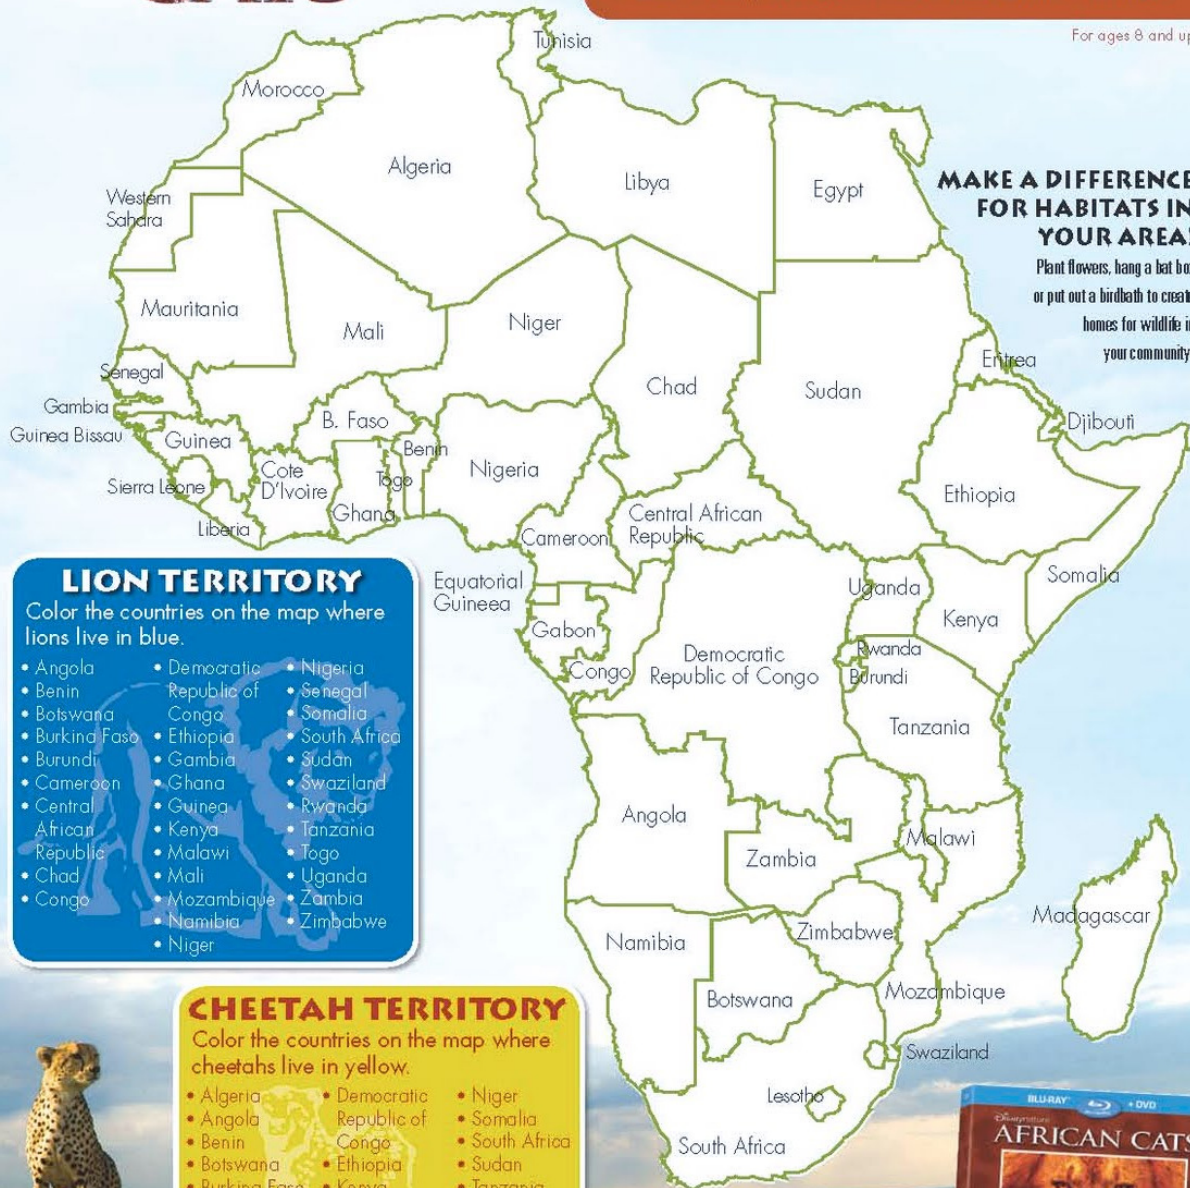 For ages 8 and up
Tunisia
Morocco
Algeria
Libya
Egypt
Western
Sahara
MAKE A DIFFERENCE
FOR HABITATS IN
YOUR AREA!
Plant flowers, hang a bat box
or put out a birdbath to create
homes for wildlife in
your community.
Mauritania
Mali
Niger
Chad
Sudan
Eritrea
Senegal
Gambia
Guinea Bissau
Guinea
B. Faso
Benin
Djibouti
Sierra Leone
Cote
D'Ivoire
Togo
Nigeria
Ethiopia
Liberia
Ghana
Cameroon
Central African
Republic
Equatorial
Guineea
Uganda
Somalia
Kenya
Gabon
Congo
Democratic
Republic of Congo
Rwanda
Burundi
Tanzania
Angola
Zambia
Malawi
Madagascar
Namibia
Zimbabwe
Botswana
Mozambique
Swaziland
Lesotho
South Africa
LION TERRITORY
Color the countries on the map where
lions live in blue.
• Angola
• Benin
• Botswana
• Burkina Faso
• Burundi
• Cameroon
• Central
African
Republic
• Chad
• Congo
• Democratic
Republic of
Congo
• Ethiopia
• Gambia
• Ghana
• Guinea
• Kenya
• Malawi
• Mali
• Mozambique
• Namibia
• Niger
• Nigeria
• Senegal
• Somalia
• South Africa
• Sudan
• Swaziland
• Rwanda
• Tanzania
• Togo
• Uganda
• Zambia
• Zimbabwe
CHEETAH TERRITORY
Color the countries on the map where
cheetahs live in yellow.
• Algeria
• Angola
• Benin
• Botswana
• Burkina Faso
• Democratic
Republic of
Congo
• Ethiopia
• Kenya
• Niger
• Somalia
• South Africa
• Sudan
• Tanzania
BLU-RAY + DVD
Disneynature
AFRICAN CATS